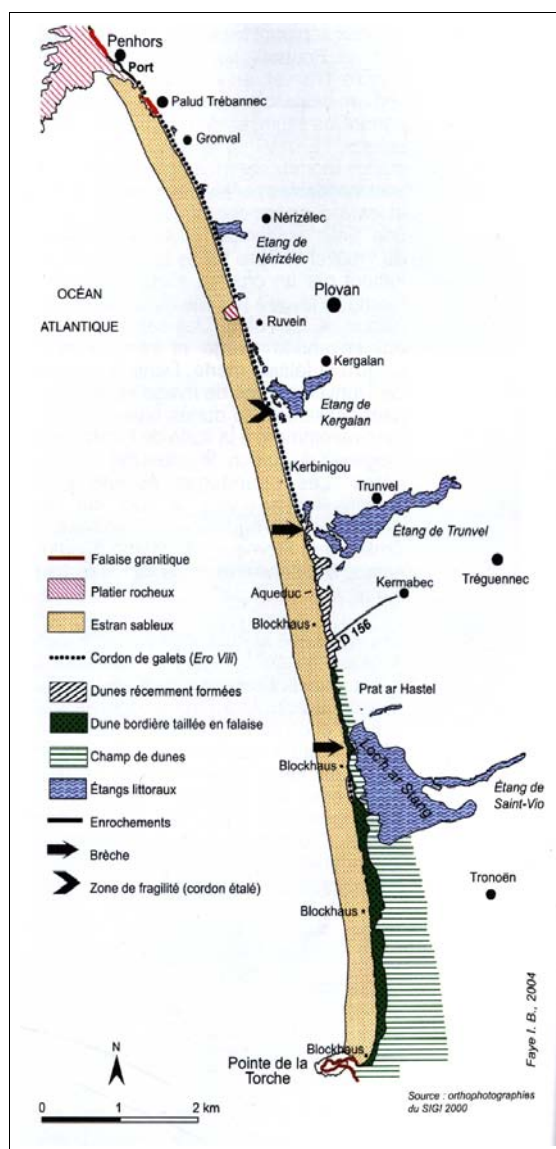 Penhors
Port
Palud Trébannec
Gronval
Nérizélec
Etang de
Nérizélec
OCÉAN
ATLANTIQUE
Plovan
Ruvein
Kergalan
Etang de
Kergalan
Kerbinigou
Trunvel
Étang de Trunvel
Tréguennec
Aqueduc
Kermabec
Blockhaus
D 156
Prat ar Hastel
Loc'h ar Stang
Blockhaus
Étang de
Saint-Vio
Tronoën
Blockhaus
Blockhaus
Pointe de la
Torche
Falaise granitique
Platier rocheux
Estran sableux
Cordon de galets (Ero Vili)
Dunes récemment formées
Dune bordière taillée en falaise
Champ de dunes
Étangs littoraux
Enrochements
Brèche
Zone de fragilité (cordon étalé)
N
0 1 2 km
Source : orthophotographies
du SIGI 2000
Faye I. B., 2004